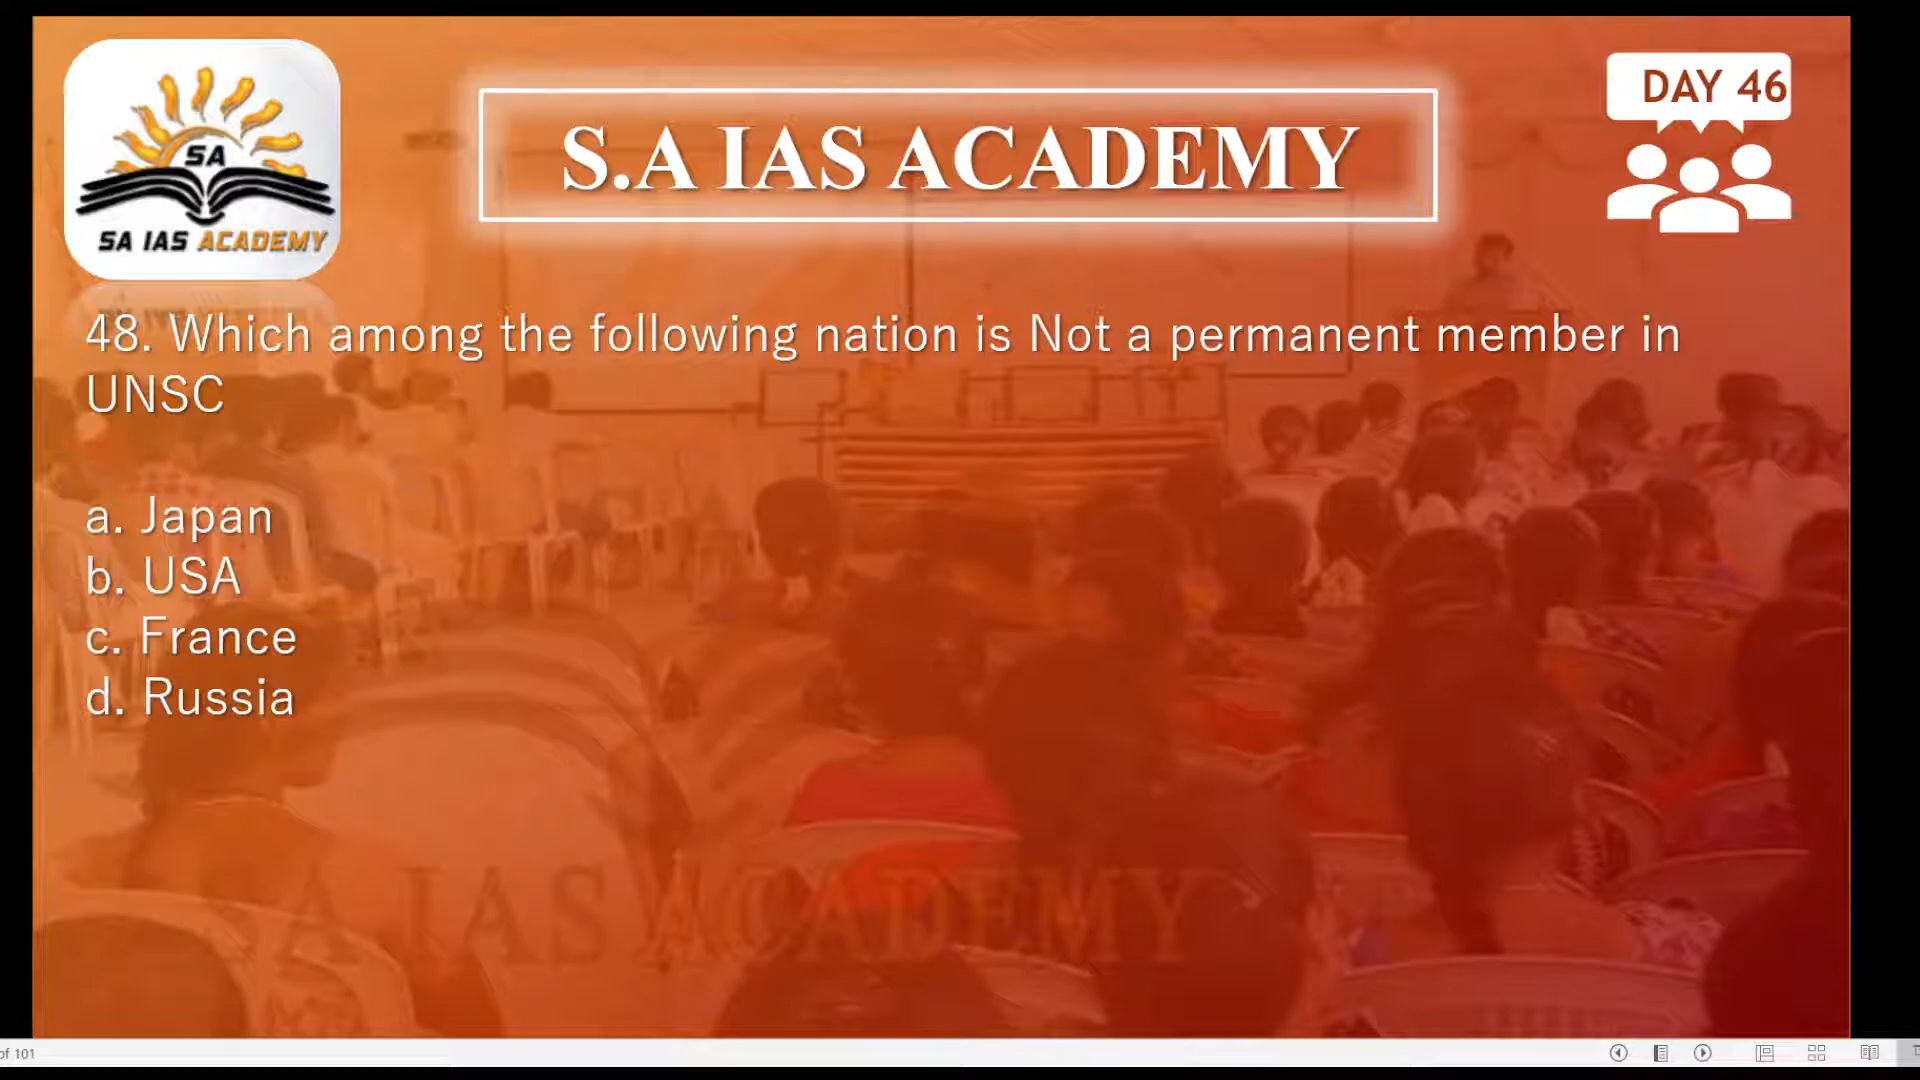 DAY 46
S.A IAS ACADEMY
SA
SA IAS ACADEMY
48. Which among the following nation is Not a permanent member in
UNSC
a. Japan
b. USA
c. France
d. Russia
SA IAS ACADEMY
of 101